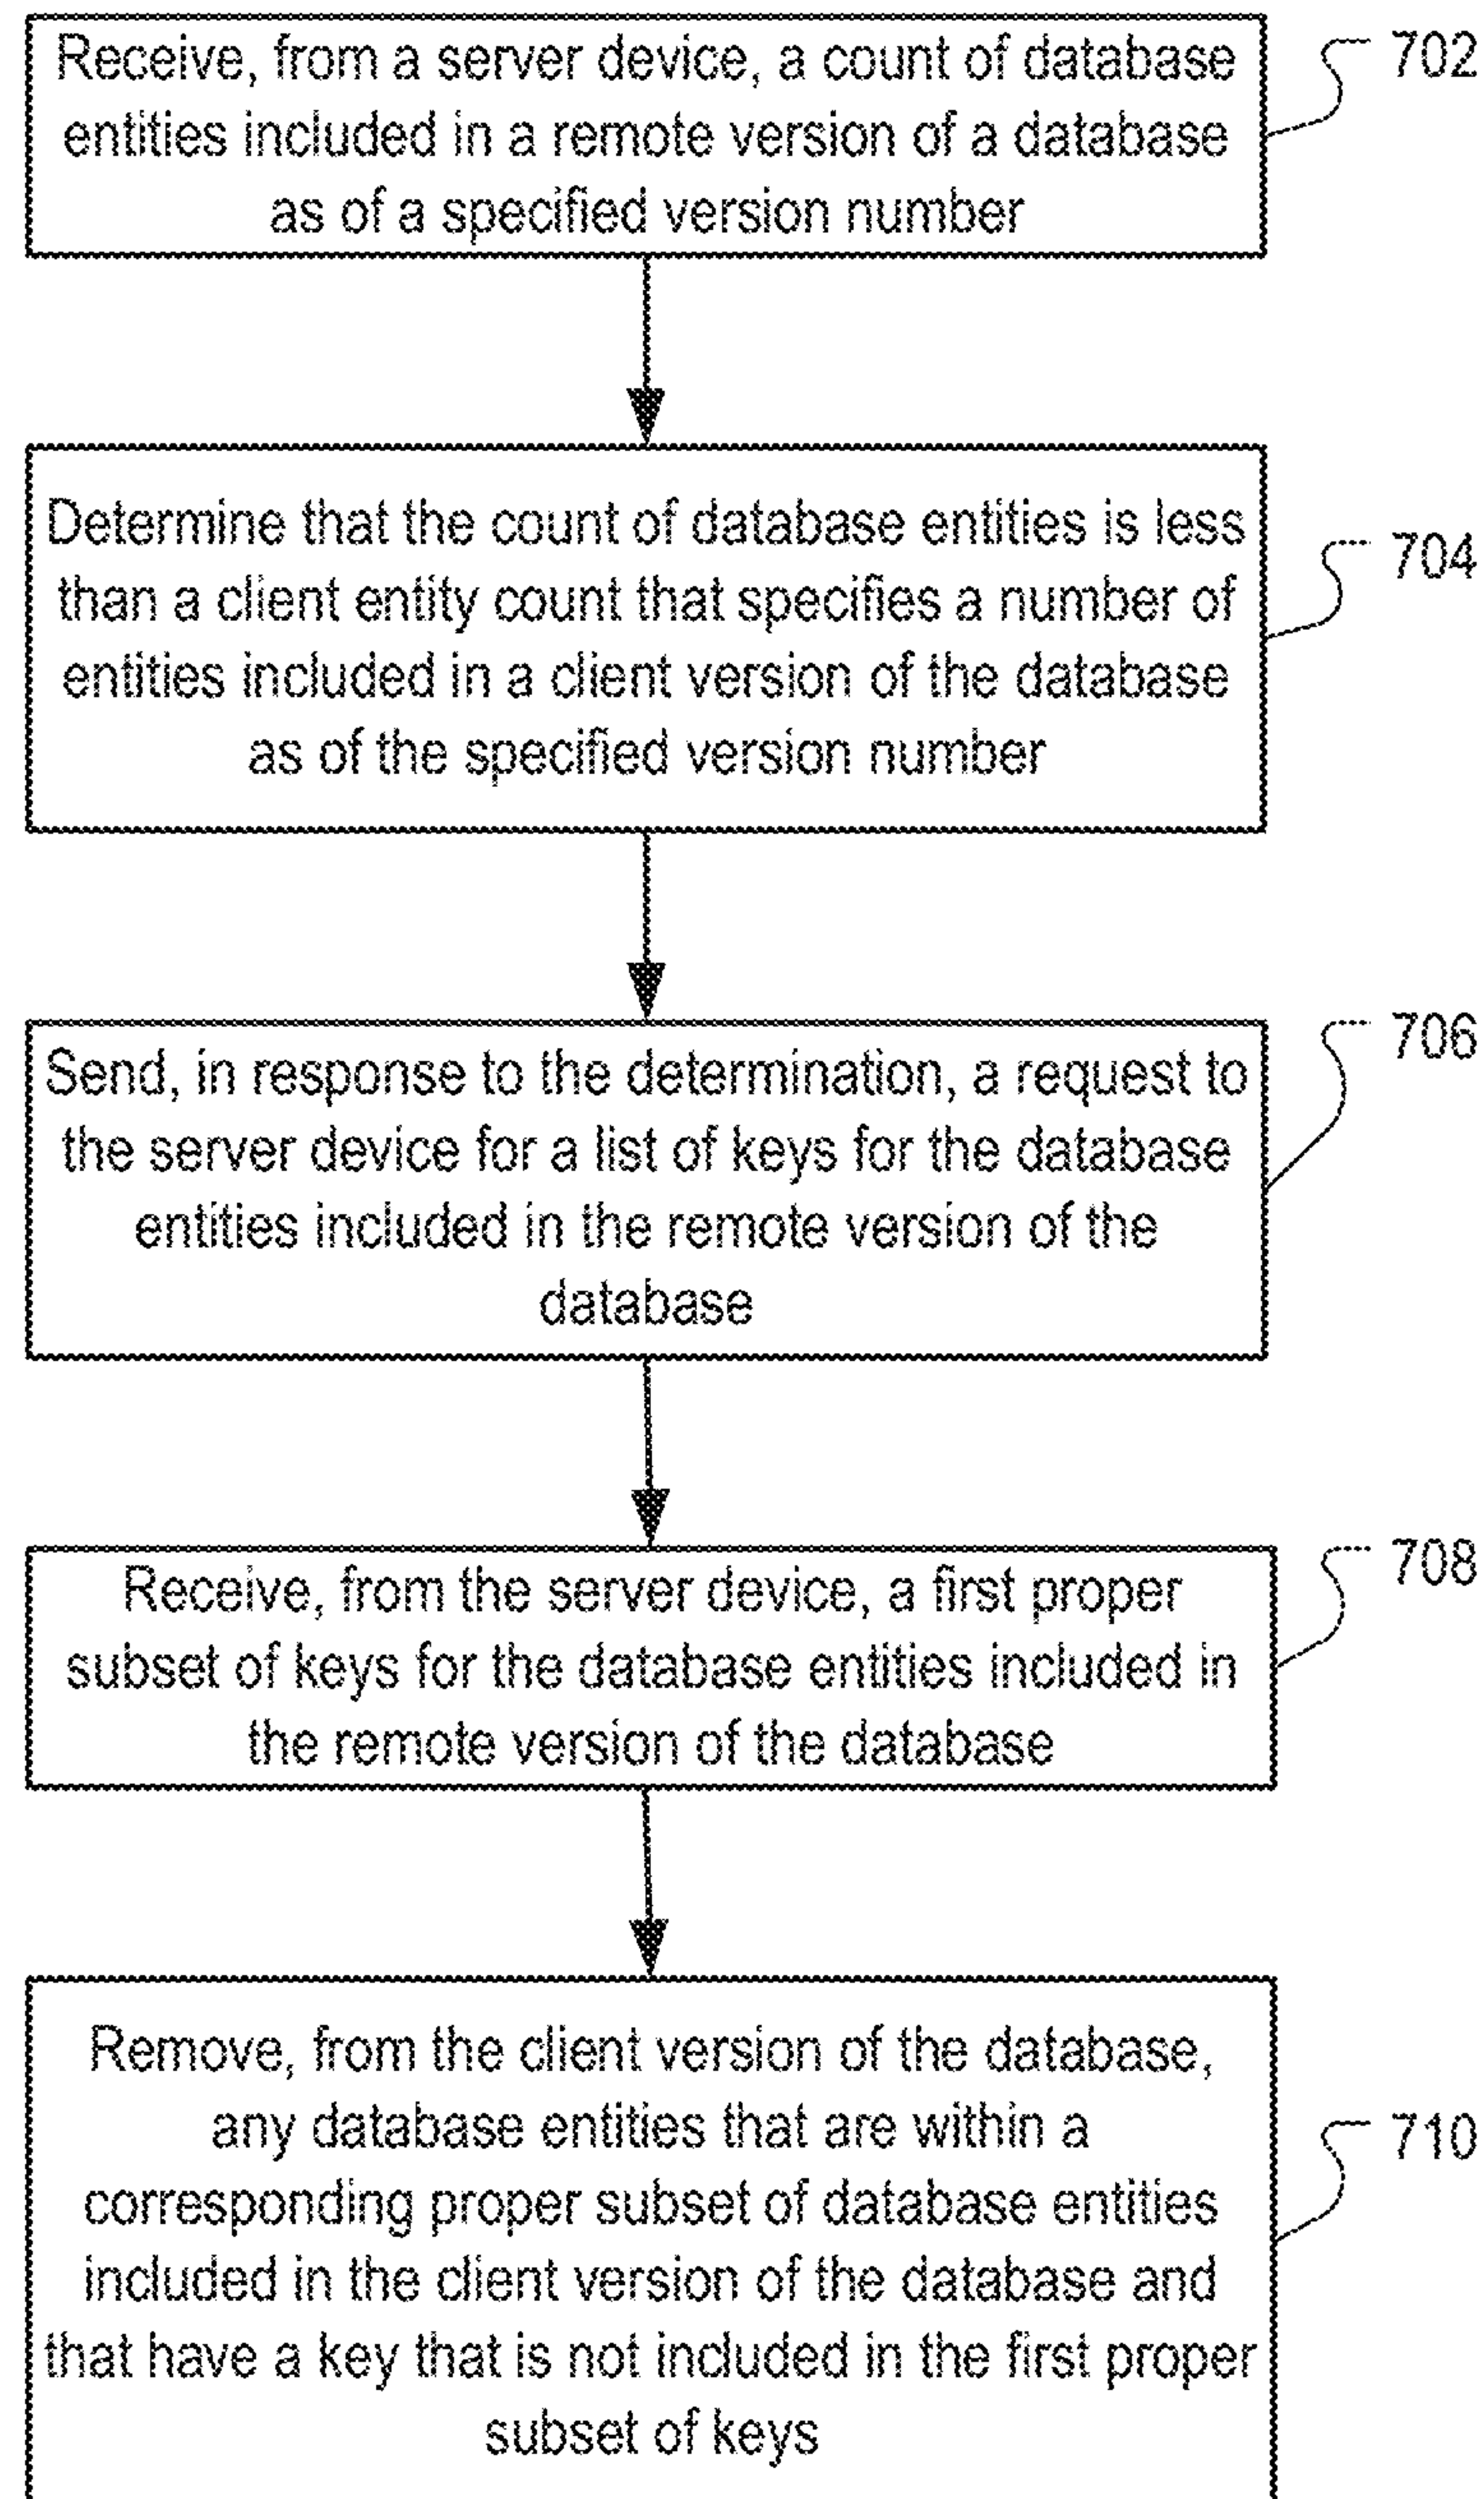 Receive, from a server device, a count of database
entities included in a remote version of a database
as of a specified version number
702
Determine that the count of database entities is less
than a client entity count that specifies a number of
entities included in a client version of the database
as of the specified version number
704
Send, in response to the determination, a request to
the server device for a list of keys for the database
entities included in the remote version of the
database
706
Receive, from the server device, a first proper
subset of keys for the database entities included in
the remote version of the database
708
Remove, from the client version of the database,
any database entities that are within a
corresponding proper subset of database entities
included in the client version of the database and
that have a key that is not included in the first proper
subset of keys
710